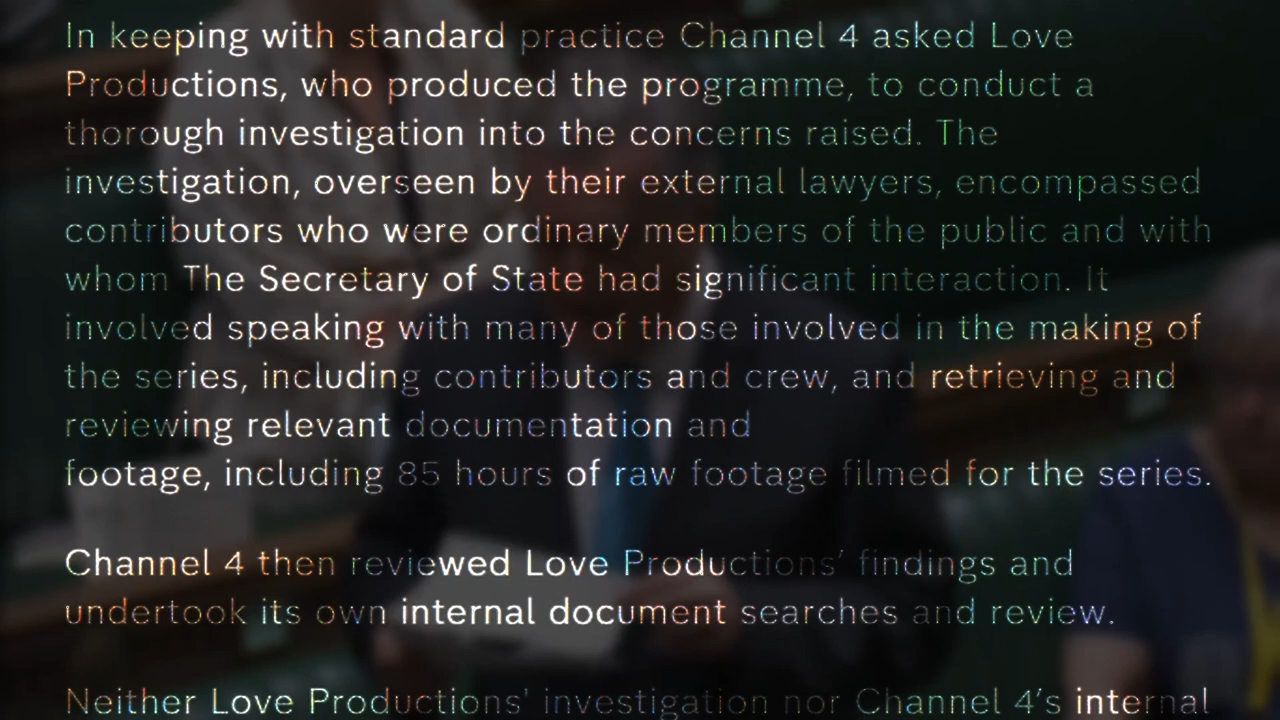 In keeping with standard practice Channel 4 asked Love
Productions, who produced the programme, to conduct a
thorough investigation into the concerns raised. The
investigation, overseen by their external lawyers, encompassed
contributors who were ordinary members of the public and with
whom The Secretary of State had significant interaction. It
involved speaking with many of those involved in the making of
the series, including contributors and crew, and retrieving and
reviewing relevant documentation and
footage, including 85 hours of raw footage filmed for the series.
Channel 4 then reviewed Love Productions’ findings and
undertook its own internal document searches and review.
Neither Love Productions' investigation nor Channel 4’s internal